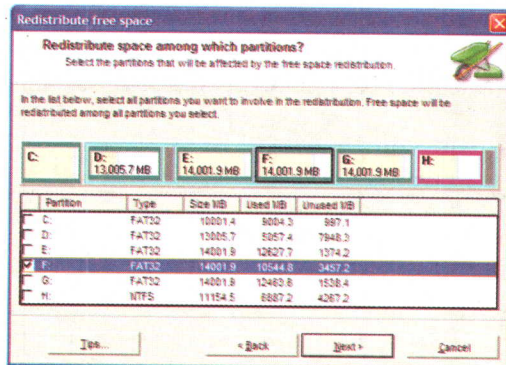 Redistribute free space
Redistribute space among which partitions?
Select the partitions that will be affected by the free space redistribution.
In the list below, select all partitions you want to involve in the redistribution. Free space will be
redistributed among all partitions you select.
C: D: E: F: G: H:
13,005.7 MB 14,001.9 MB 14,001.9 MB 14,001.9 MB
Partition Type Size MB Used MB Unused MB
C: FAT32 10001.4 9004.3 997.1
D: FAT32 13005.7 5057.4 7948.3
E: FAT32 14001.9 12627.7 1374.2
F: FAT32 14001.9 10544.8 3457.2
G: FAT32 14001.9 12463.6 1538.4
H: NTFS 11154.5 6887.2 4267.2
Tips... < Back Next > Cancel